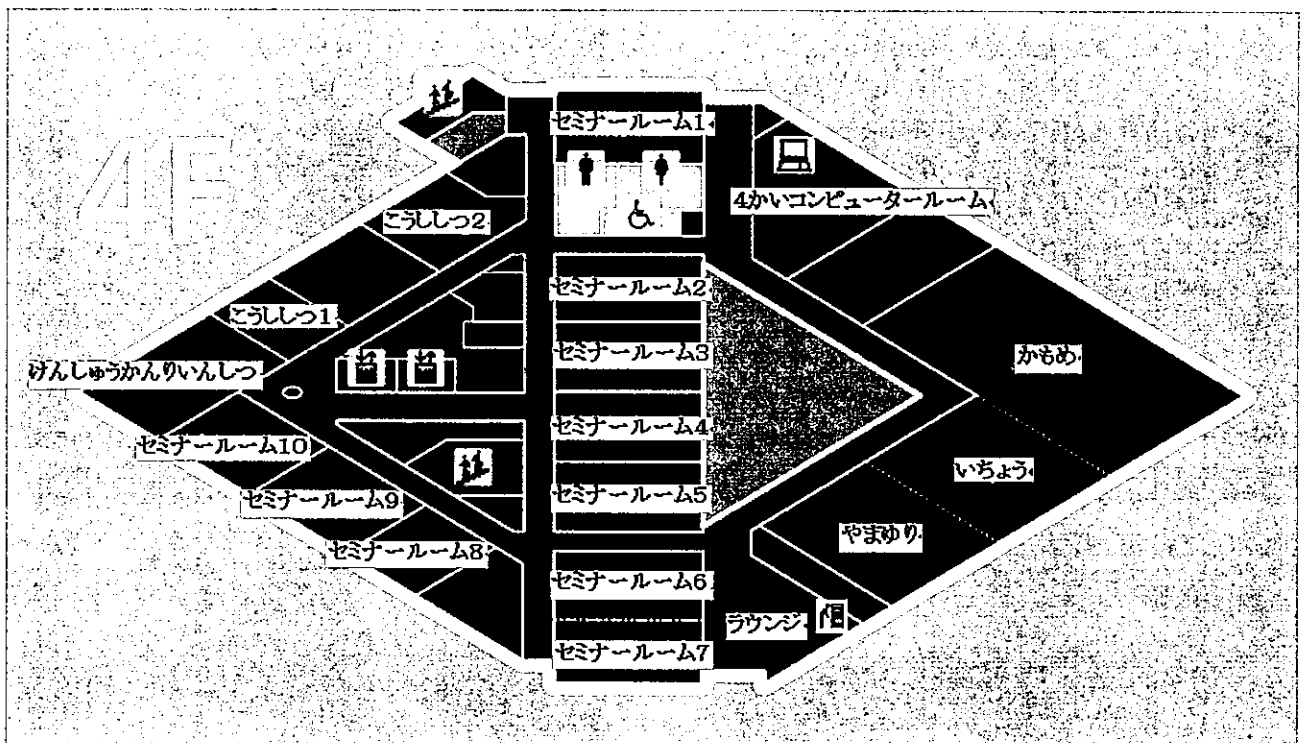 4F
セミナールーム1
4かいコンピュータールーム
こうししつ2
セミナールーム2
こうししつ1
セミナールーム3
かもめ
けんしゅうかんりいんしつ
セミナールーム4
セミナールーム10
いちょう
セミナールーム9
セミナールーム5
やまゆり
セミナールーム8
セミナールーム6
ラウンジ
セミナールーム7